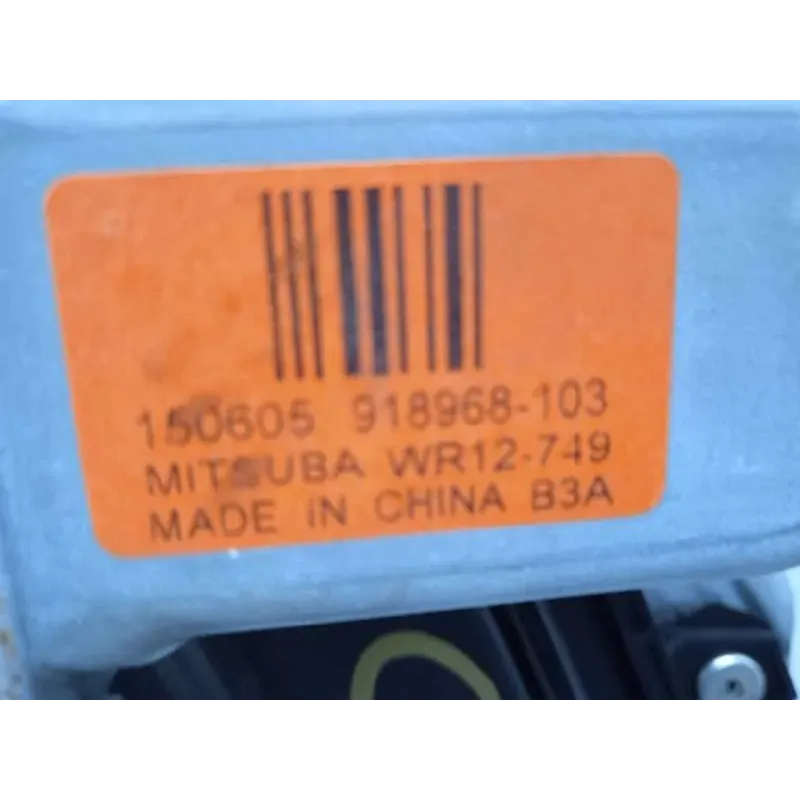 150605 918968-103
MITSUBA WR12-749
MADE IN CHINA B3A